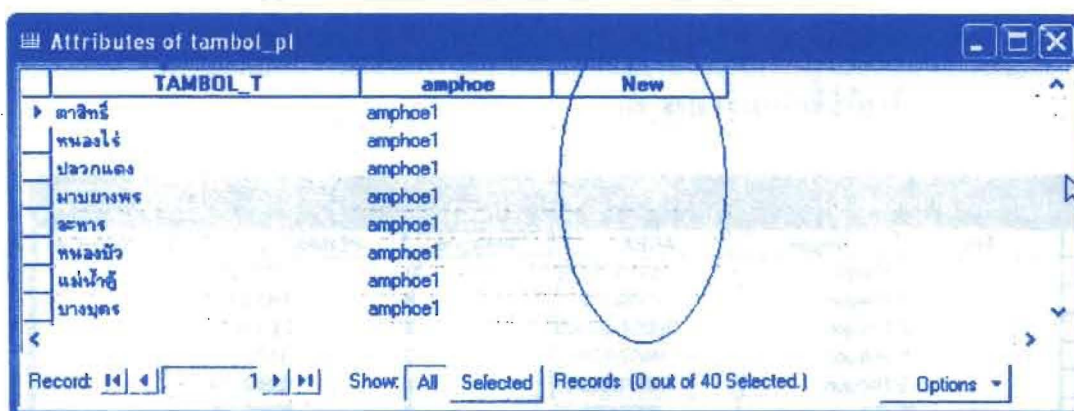 Attributes of tambol_pl
TAMBOL_T amphoe New
ตาสิทธิ์ amphoe1
หนองไร่ amphoe1
ปลวกแดง amphoe1
มาบยางพร amphoe1
ละหาร amphoe1
หนองบัว amphoe1
แม่น้ำคู้ amphoe1
บางบุตร amphoe1
Record: 1 Show: All Selected Records (0 out of 40 Selected.) Options